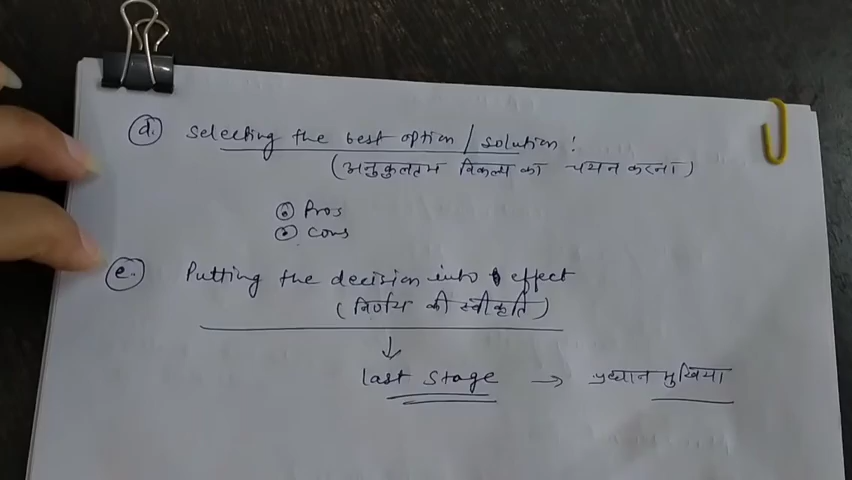 d. Selecting the best option / solution :
(अनुकूलतम विकल्प का चयन करना)
Pros
Cons
e. Putting the decision into effect
(निर्णय की स्वीकृति)
↓
last stage → प्रधान मुखिया